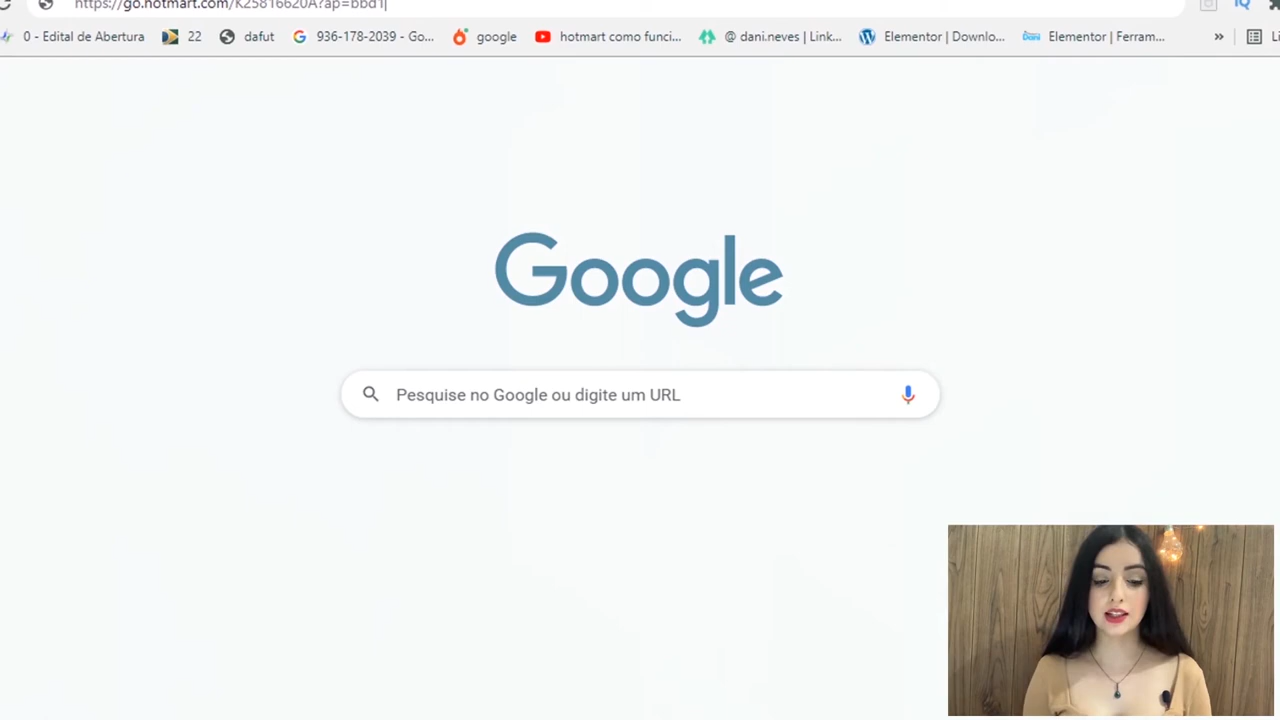 https://go.hotmart.com/K25816620A?ap=bbd1
0 - Edital de Abertura 22 dafut 936-178-2039 - Go... google hotmart como funci... @ dani.neves | Link... Elementor | Downlo... Elementor | Ferram... » Li
Google
Pesquise no Google ou digite um URL